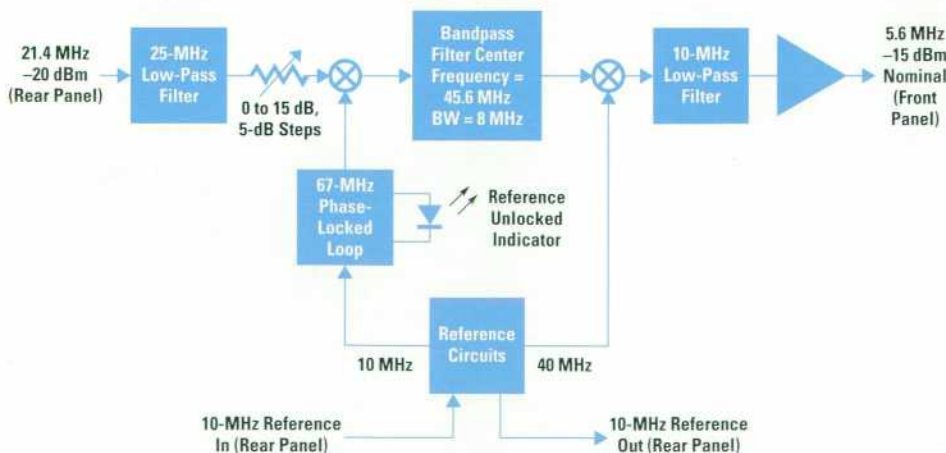 21.4 MHz
–20 dBm
(Rear Panel)
25-MHz
Low-Pass
Filter
0 to 15 dB,
5-dB Steps
Bandpass
Filter Center
Frequency =
45.6 MHz
BW = 8 MHz
10-MHz
Low-Pass
Filter
5.6 MHz
–15 dBm
Nominal
(Front
Panel)
67-MHz
Phase-
Locked
Loop
Reference
Unlocked
Indicator
Reference
Circuits
10 MHz
40 MHz
10-MHz Reference
In (Rear Panel)
10-MHz Reference
Out (Rear Panel)